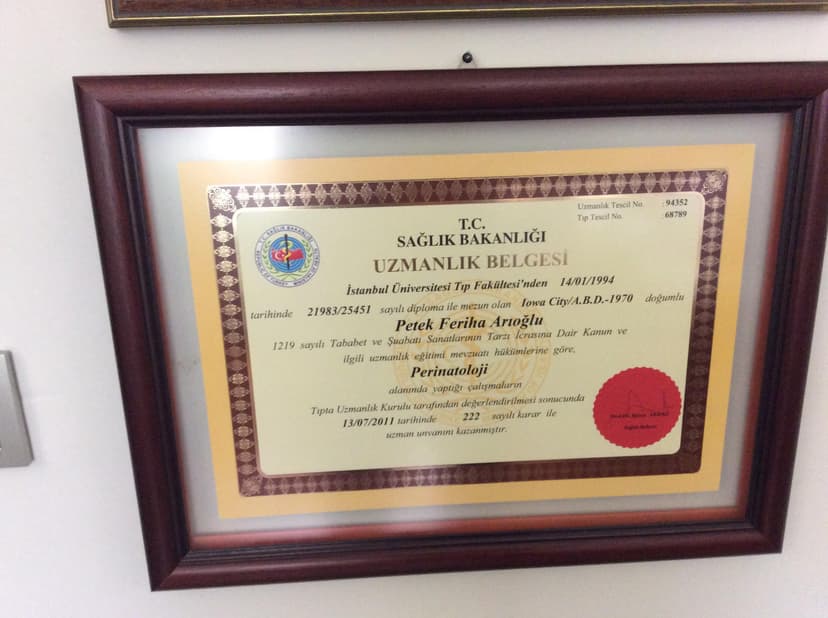 Uzmanlık Tescil No. : 94352
Tıp Tescil No. : 68789
T.C.
SAĞLIK BAKANLIĞI
UZMANLIK BELGESİ
İstanbul Üniversitesi Tıp Fakültesi'nden 14/01/1994
tarihinde 21983/25451 sayılı diploma ile mezun olan Iowa City/A.B.D.-1970 doğumlu
Petek Feriha Arıoğlu
1219 sayılı Tababet ve Şuabatı Sanatlarının Tarzı İcrasına Dair Kanun ve
ilgili uzmanlık eğitimi mevzuatı hükümlerine göre,
Perinatoloji
alanında yaptığı çalışmaların
Tıpta Uzmanlık Kurulu tarafından değerlendirilmesi sonucunda
13/07/2011 tarihinde 222 sayılı karar ile
uzman unvanını kazanmıştır.
Sağlık Bakanı